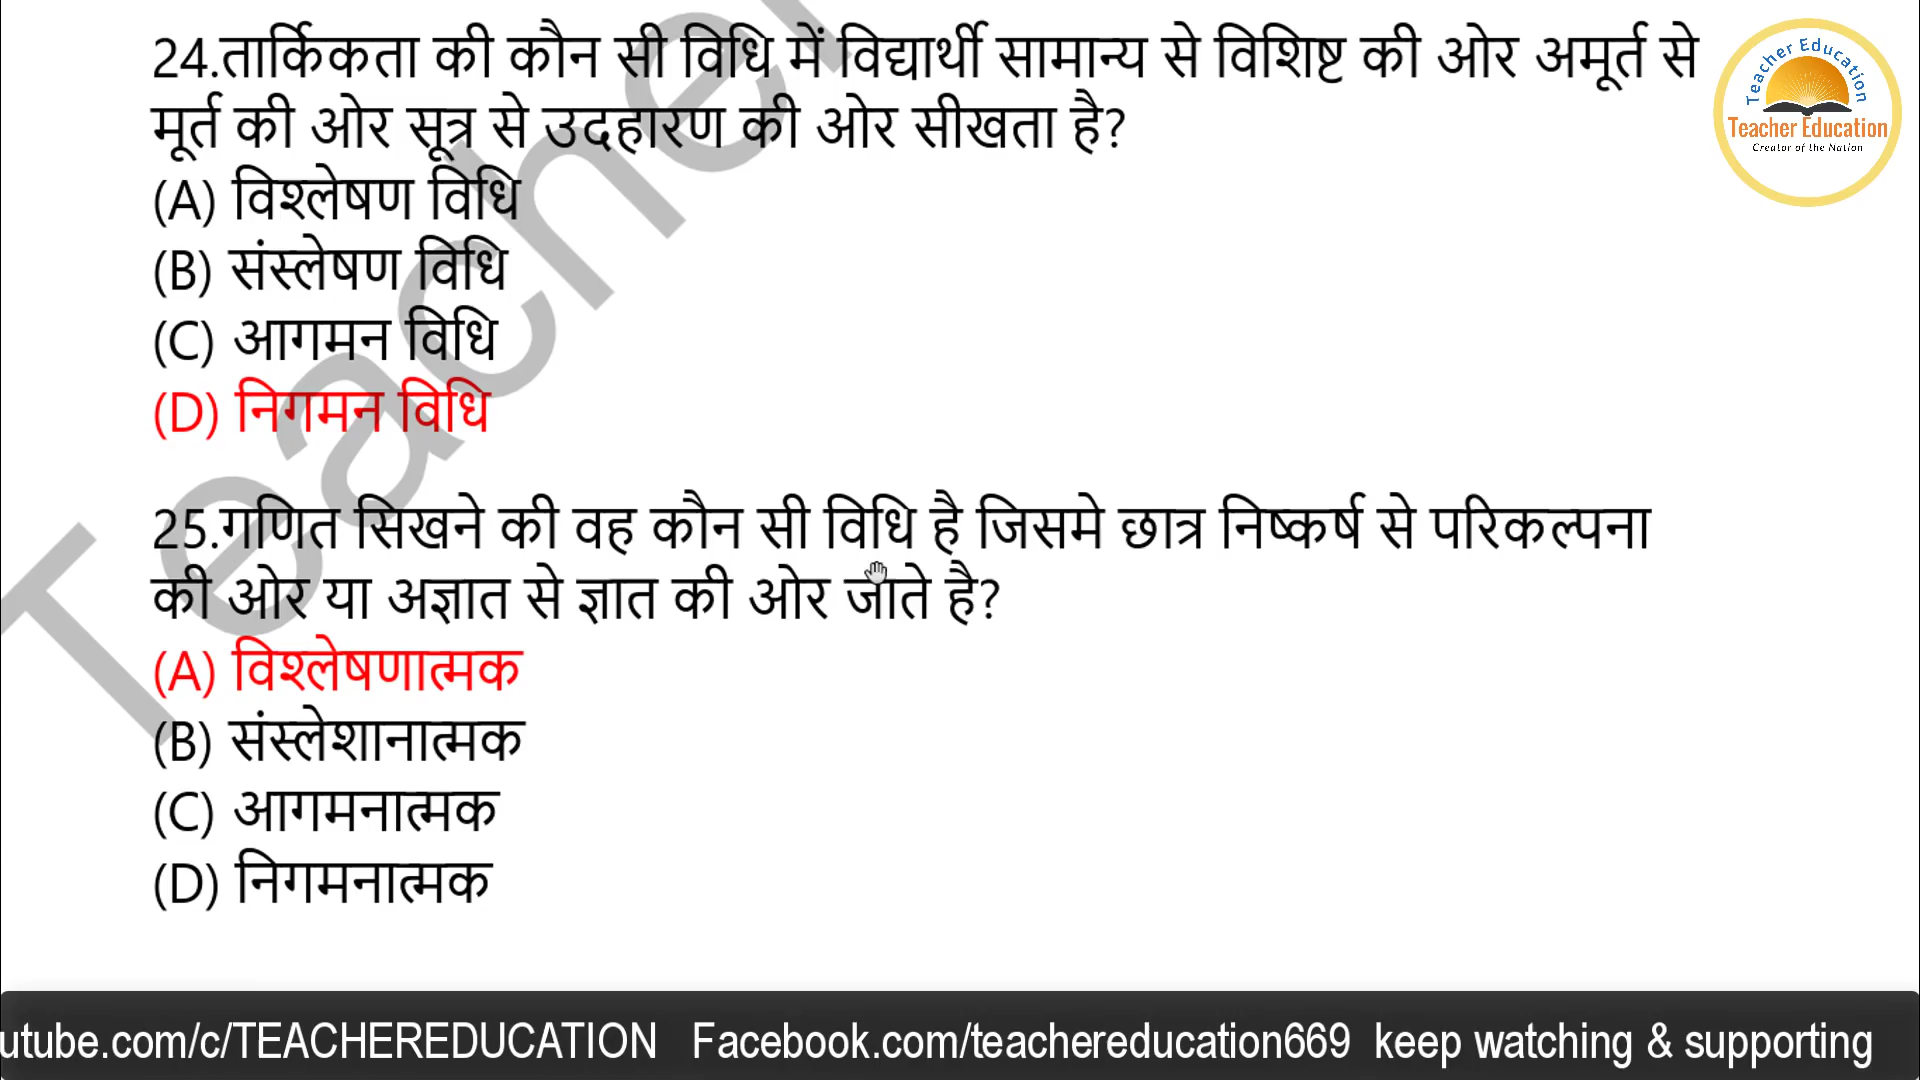 24.तार्किकता की कौन सी विधि में विद्यार्थी सामान्य से विशिष्ट की ओर अमूर्त से
मूर्त की ओर सूत्र से उदहारण की ओर सीखता है?
(A) विश्लेषण विधि
(B) संस्लेषण विधि
(C) आगमन विधि
(D) निगमन विधि
25.गणित सिखने की वह कौन सी विधि है जिसमे छात्र निष्कर्ष से परिकल्पना
की ओर या अज्ञात से ज्ञात की ओर जाते है?
(A) विश्लेषणात्मक
(B) संस्लेशानात्मक
(C) आगमनात्मक
(D) निगमनात्मक
Teacher Education
Teacher Education
Creator of the Nation
Teacher
utube.com/c/TEACHEREDUCATION Facebook.com/teachereducation669 keep watching & supporting